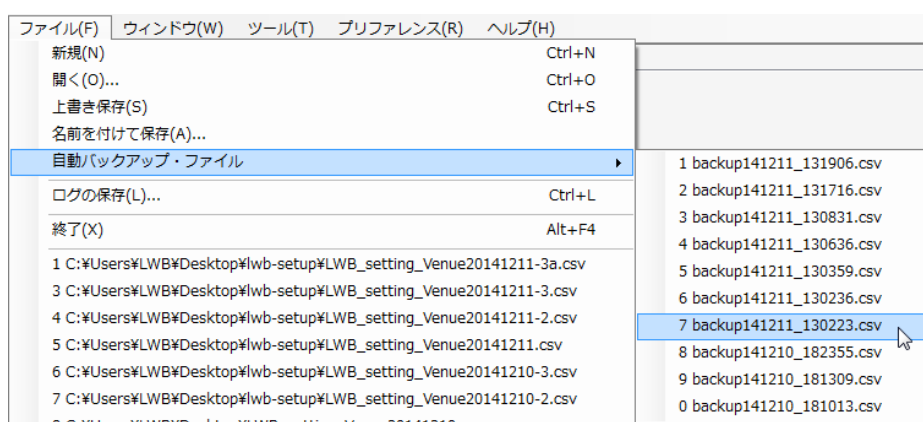 ファイル(F) ウィンドウ(W) ツール(T) プリファレンス(R) ヘルプ(H)
新規(N) Ctrl+N
開く(O)... Ctrl+O
上書き保存(S) Ctrl+S
名前を付けて保存(A)...
自動バックアップ・ファイル
ログの保存(L)... Ctrl+L
終了(X) Alt+F4
1 C:¥Users¥LWB¥Desktop¥lwb-setup¥LWB_setting_Venue20141211-3a.csv
3 C:¥Users¥LWB¥Desktop¥lwb-setup¥LWB_setting_Venue20141211-3.csv
4 C:¥Users¥LWB¥Desktop¥lwb-setup¥LWB_setting_Venue20141211-2.csv
5 C:¥Users¥LWB¥Desktop¥lwb-setup¥LWB_setting_Venue20141211.csv
6 C:¥Users¥LWB¥Desktop¥lwb-setup¥LWB_setting_Venue20141210-3.csv
7 C:¥Users¥LWB¥Desktop¥lwb-setup¥LWB_setting_Venue20141210-2.csv
1 backup141211_131906.csv
2 backup141211_131716.csv
3 backup141211_130831.csv
4 backup141211_130636.csv
5 backup141211_130359.csv
6 backup141211_130236.csv
7 backup141211_130223.csv
8 backup141210_182355.csv
9 backup141210_181309.csv
0 backup141210_181013.csv